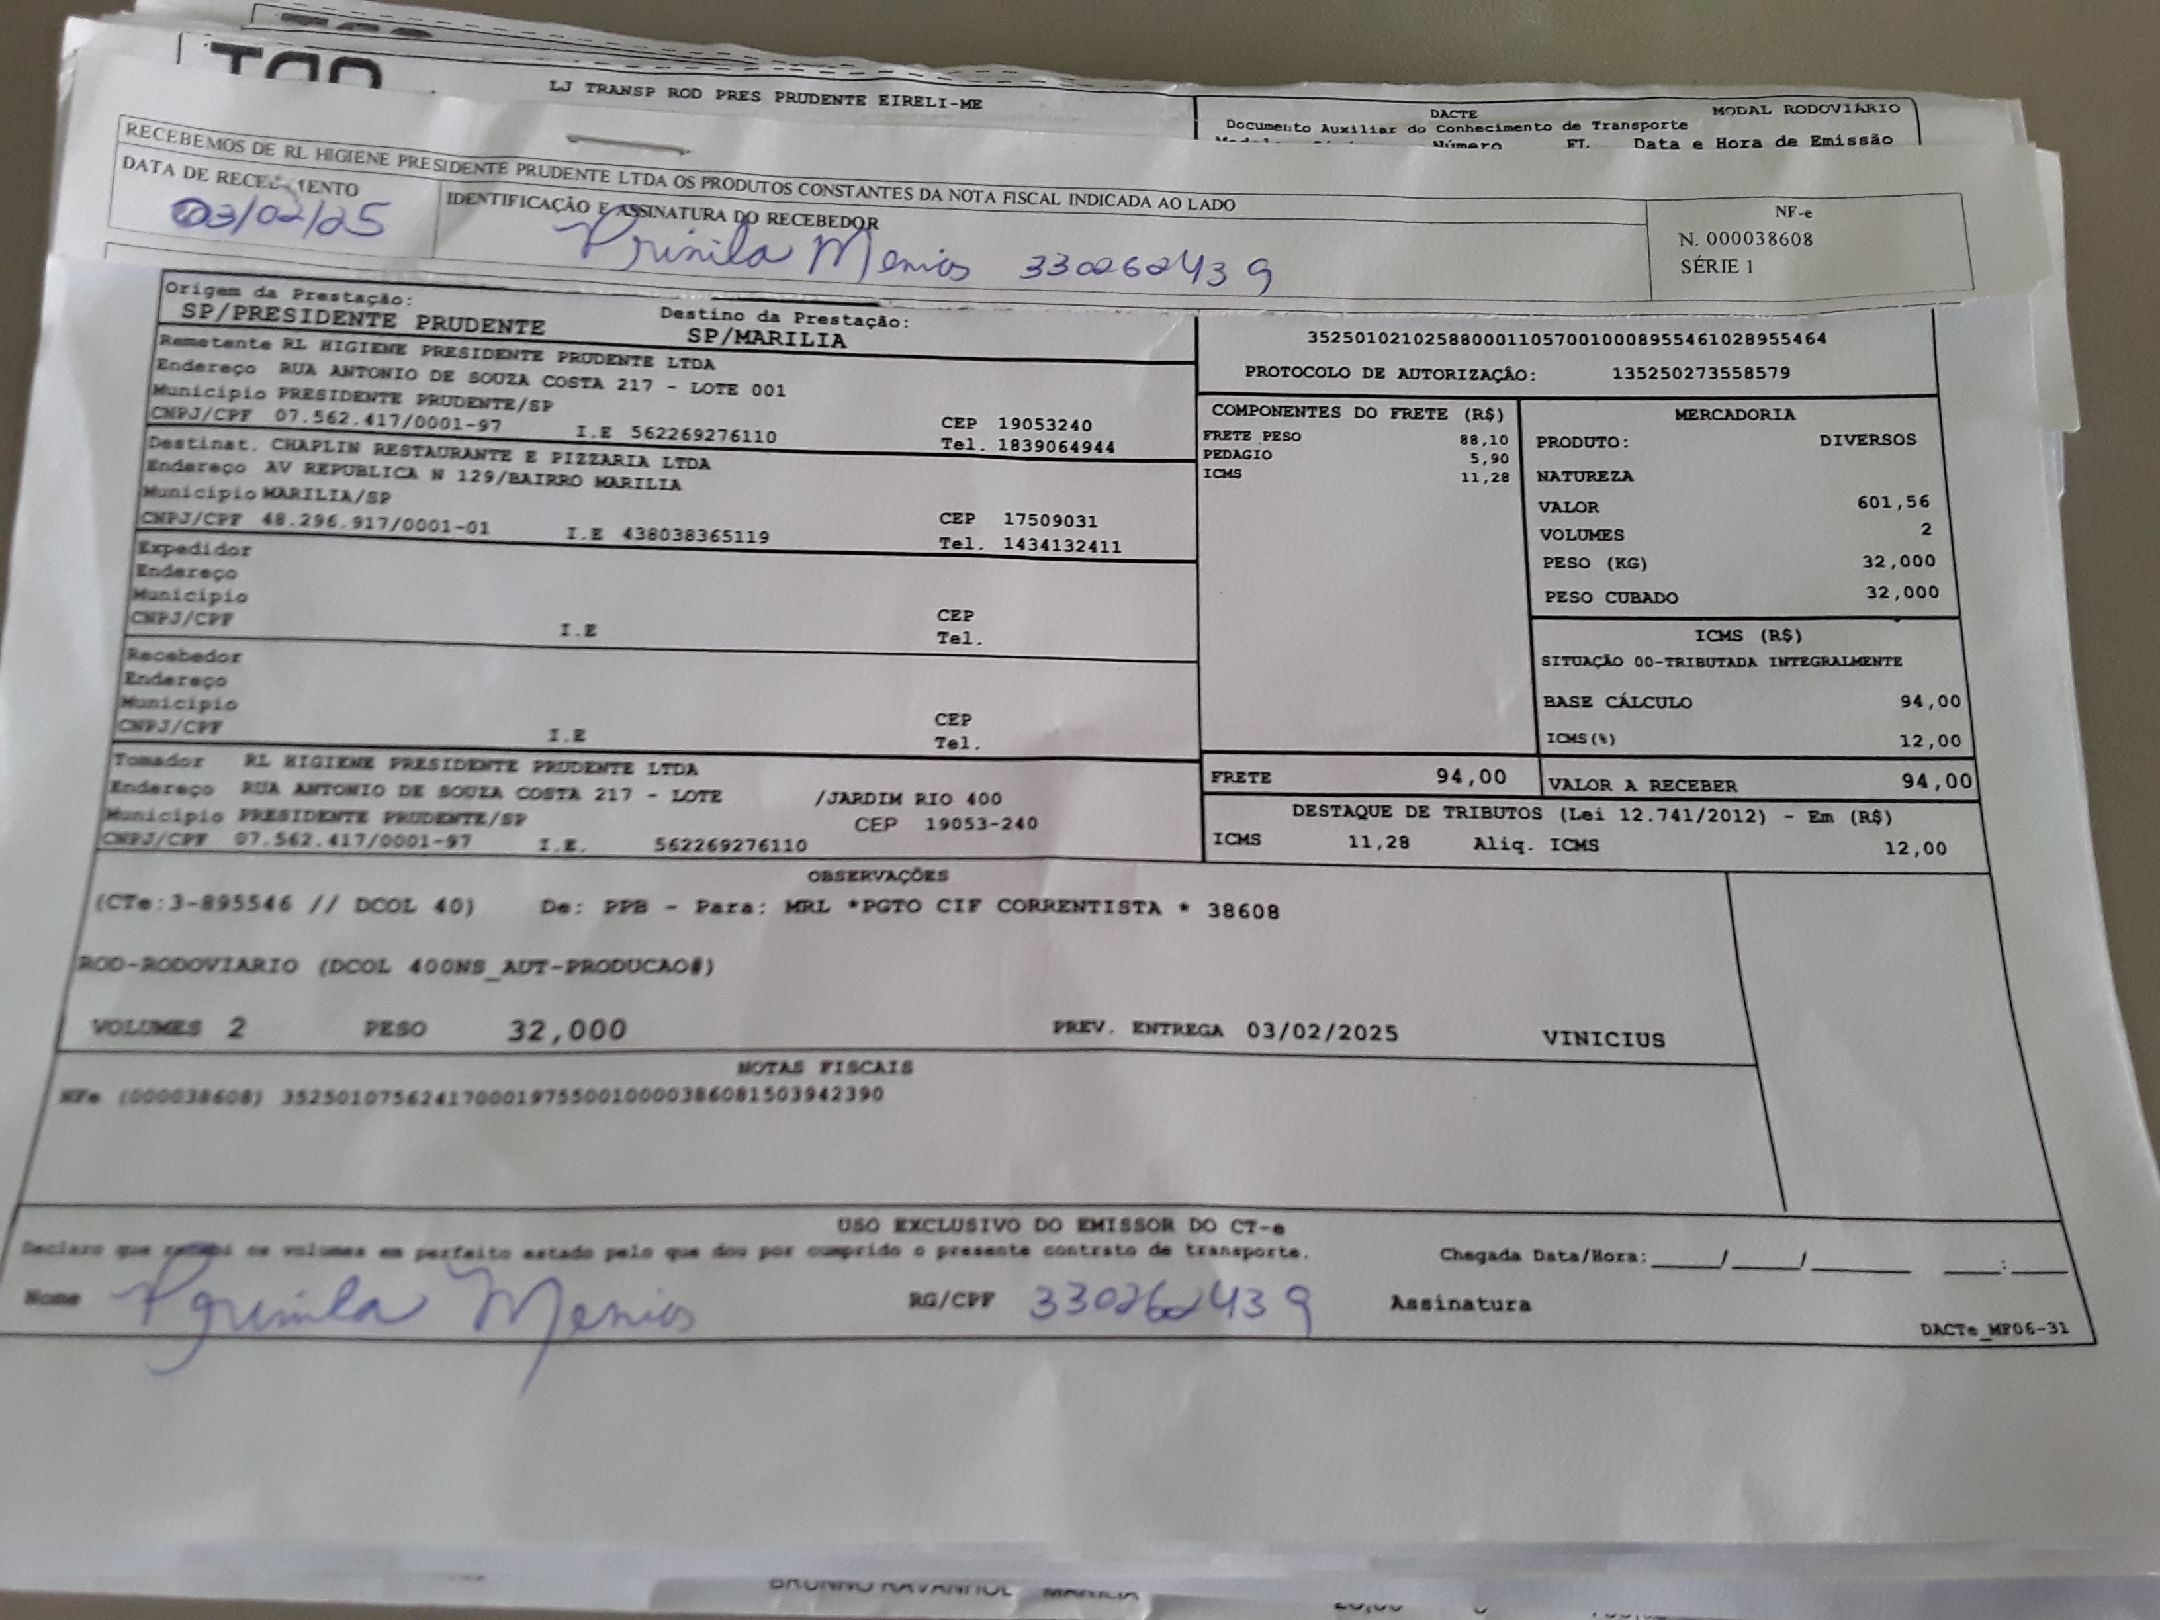 LJ TRANSP ROD PRES PRUDENTE EIRELI-ME
DACTE MODAL RODOVIÁRIO
Documento Auxiliar do Conhecimento de Transporte
Número FL. Data e Hora de Emissão
RECEBEMOS DE RL HIGIENE PRESIDENTE PRUDENTE LTDA OS PRODUTOS CONSTANTES DA NOTA FISCAL INDICADA AO LADO
DATA DE RECEBIMENTO
03/02/25
IDENTIFICAÇÃO E ASSINATURA DO RECEBEDOR
330262439
NF-e
N. 000038608
SÉRIE 1
Origem da Prestação:
SP/PRESIDENTE PRUDENTE
Destino da Prestação:
SP/MARILIA
Remetente RL HIGIENE PRESIDENTE PRUDENTE LTDA
Endereço RUA ANTONIO DE SOUZA COSTA 217 - LOTE 001
Município PRESIDENTE PRUDENTE/SP CEP 19053240
CNPJ/CPF 07.562.417/0001-97 I.E 562269276110 Tel. 1839064944
Destinat. CHAPLIN RESTAURANTE E PIZZARIA LTDA
Endereço AV REPUBLICA N 129/BAIRRO MARILIA
Município MARILIA/SP CEP 17509031
CNPJ/CPF 48.296.917/0001-01 I.E 438038365119 Tel. 1434132411
Expedidor
Endereço
Município CEP
CNPJ/CPF I.E Tel.
Recebedor
Endereço
Município CEP
CNPJ/CPF I.E Tel.
Tomador RL HIGIENE PRESIDENTE PRUDENTE LTDA
Endereço RUA ANTONIO DE SOUZA COSTA 217 - LOTE /JARDIM RIO 400
Município PRESIDENTE PRUDENTE/SP CEP 19053-240
CNPJ/CPF 07.562.417/0001-97 I.E. 562269276110
35250102102588000110570010008955461028955464
PROTOCOLO DE AUTORIZAÇÃO: 135250273558579
COMPONENTES DO FRETE (R$)
FRETE PESO 88,10
PEDAGIO 5,90
ICMS 11,28
MERCADORIA
PRODUTO: DIVERSOS
NATUREZA
VALOR 601,56
VOLUMES 2
PESO (KG) 32,000
PESO CUBADO 32,000
ICMS (R$)
SITUAÇÃO 00-TRIBUTADA INTEGRALMENTE
BASE CÁLCULO 94,00
ICMS(%) 12,00
FRETE 94,00
VALOR A RECEBER 94,00
DESTAQUE DE TRIBUTOS (Lei 12.741/2012) - Em (R$)
ICMS 11,28 Aliq. ICMS 12,00
OBSERVAÇÕES
(CTe:3-895546 // DCOL 40) De: PPB - Para: MRL *PGTO CIF CORRENTISTA * 38608
ROD-RODOVIARIO (DCOL 400NS_AUT-PRODUCAO#)
VOLUMES 2 PESO 32,000 PREV. ENTREGA 03/02/2025 VINICIUS
NOTAS FISCAIS
NFe (000038608) 35250107562417000197550010000386081503942390
USO EXCLUSIVO DO EMISSOR DO CT-e
Declaro que recebi os volumes em perfeito estado pelo que dou por cumprido o presente contrato de transporte. Chegada Data/Hora:____/____/______ ___:___
Nome RG/CPF 330262439 Assinatura
DACTe_MF06-31